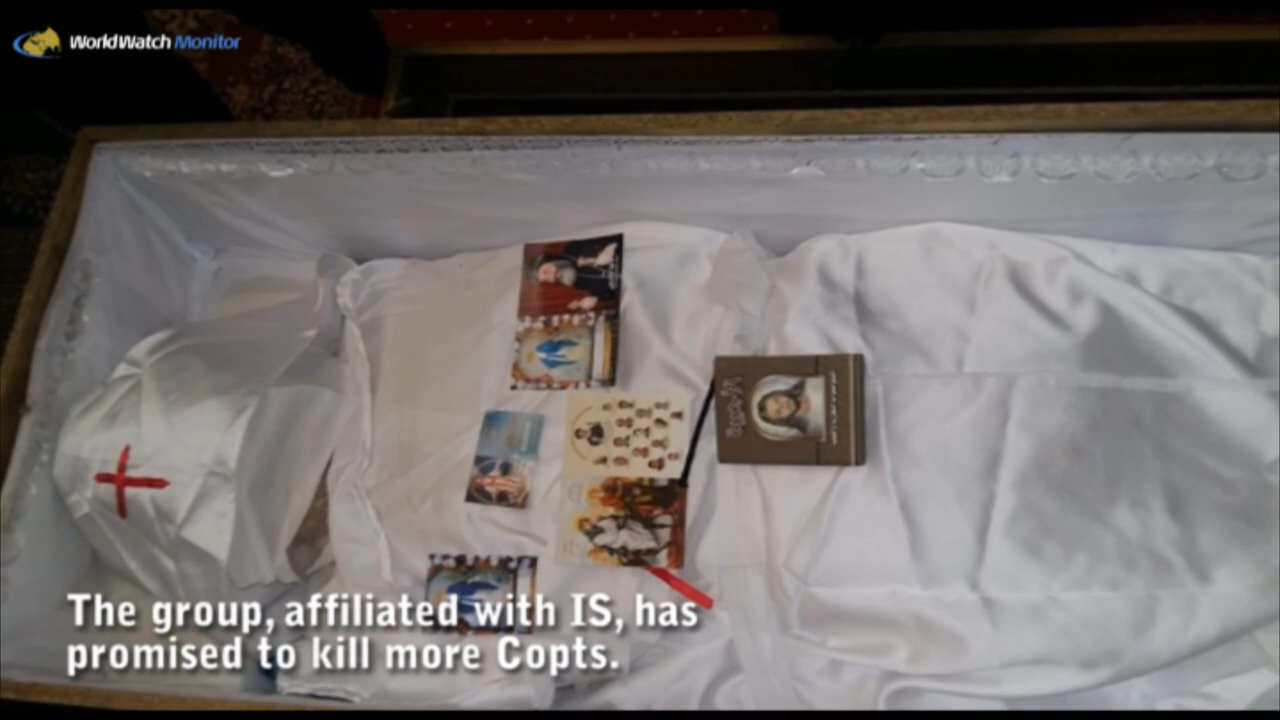 WorldWatch Monitor
The group, affiliated with IS, has
promised to kill more Copts.